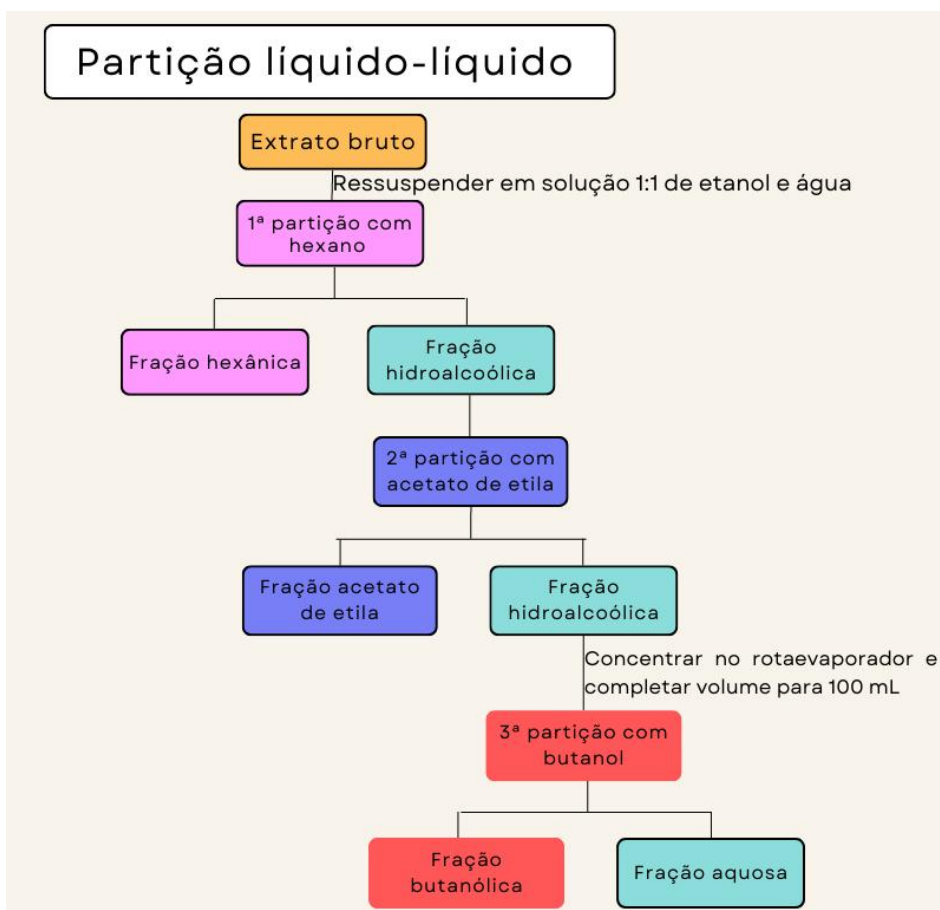 Partição líquido-líquido
Extrato bruto
Ressuspender em solução 1:1 de etanol e água
1ª partição com
hexano
Fração hexânica
Fração
hidroalcoólica
2ª partição com
acetato de etila
Fração acetato
de etila
Fração
hidroalcoólica
Concentrar no rotaevaporador e
completar volume para 100 mL
3ª partição com
butanol
Fração
butanólica
Fração aquosa